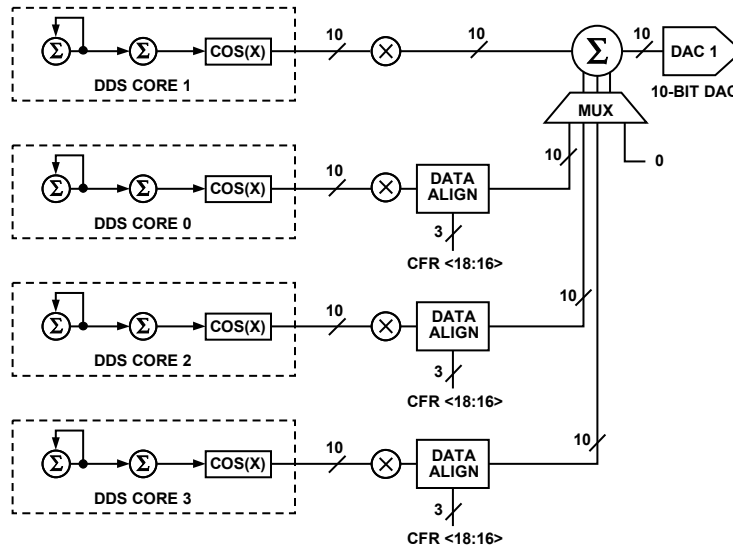 Σ Σ COS(X) 10 × 10 Σ 10 DAC 1
DDS CORE 1
10-BIT DAC
MUX
10 0
Σ Σ COS(X) 10 × DATA ALIGN
DDS CORE 0
3
CFR <18:16>
10
Σ Σ COS(X) 10 × DATA ALIGN
DDS CORE 2
3
CFR <18:16>
10
Σ Σ COS(X) 10 × DATA ALIGN
DDS CORE 3
3
CFR <18:16>